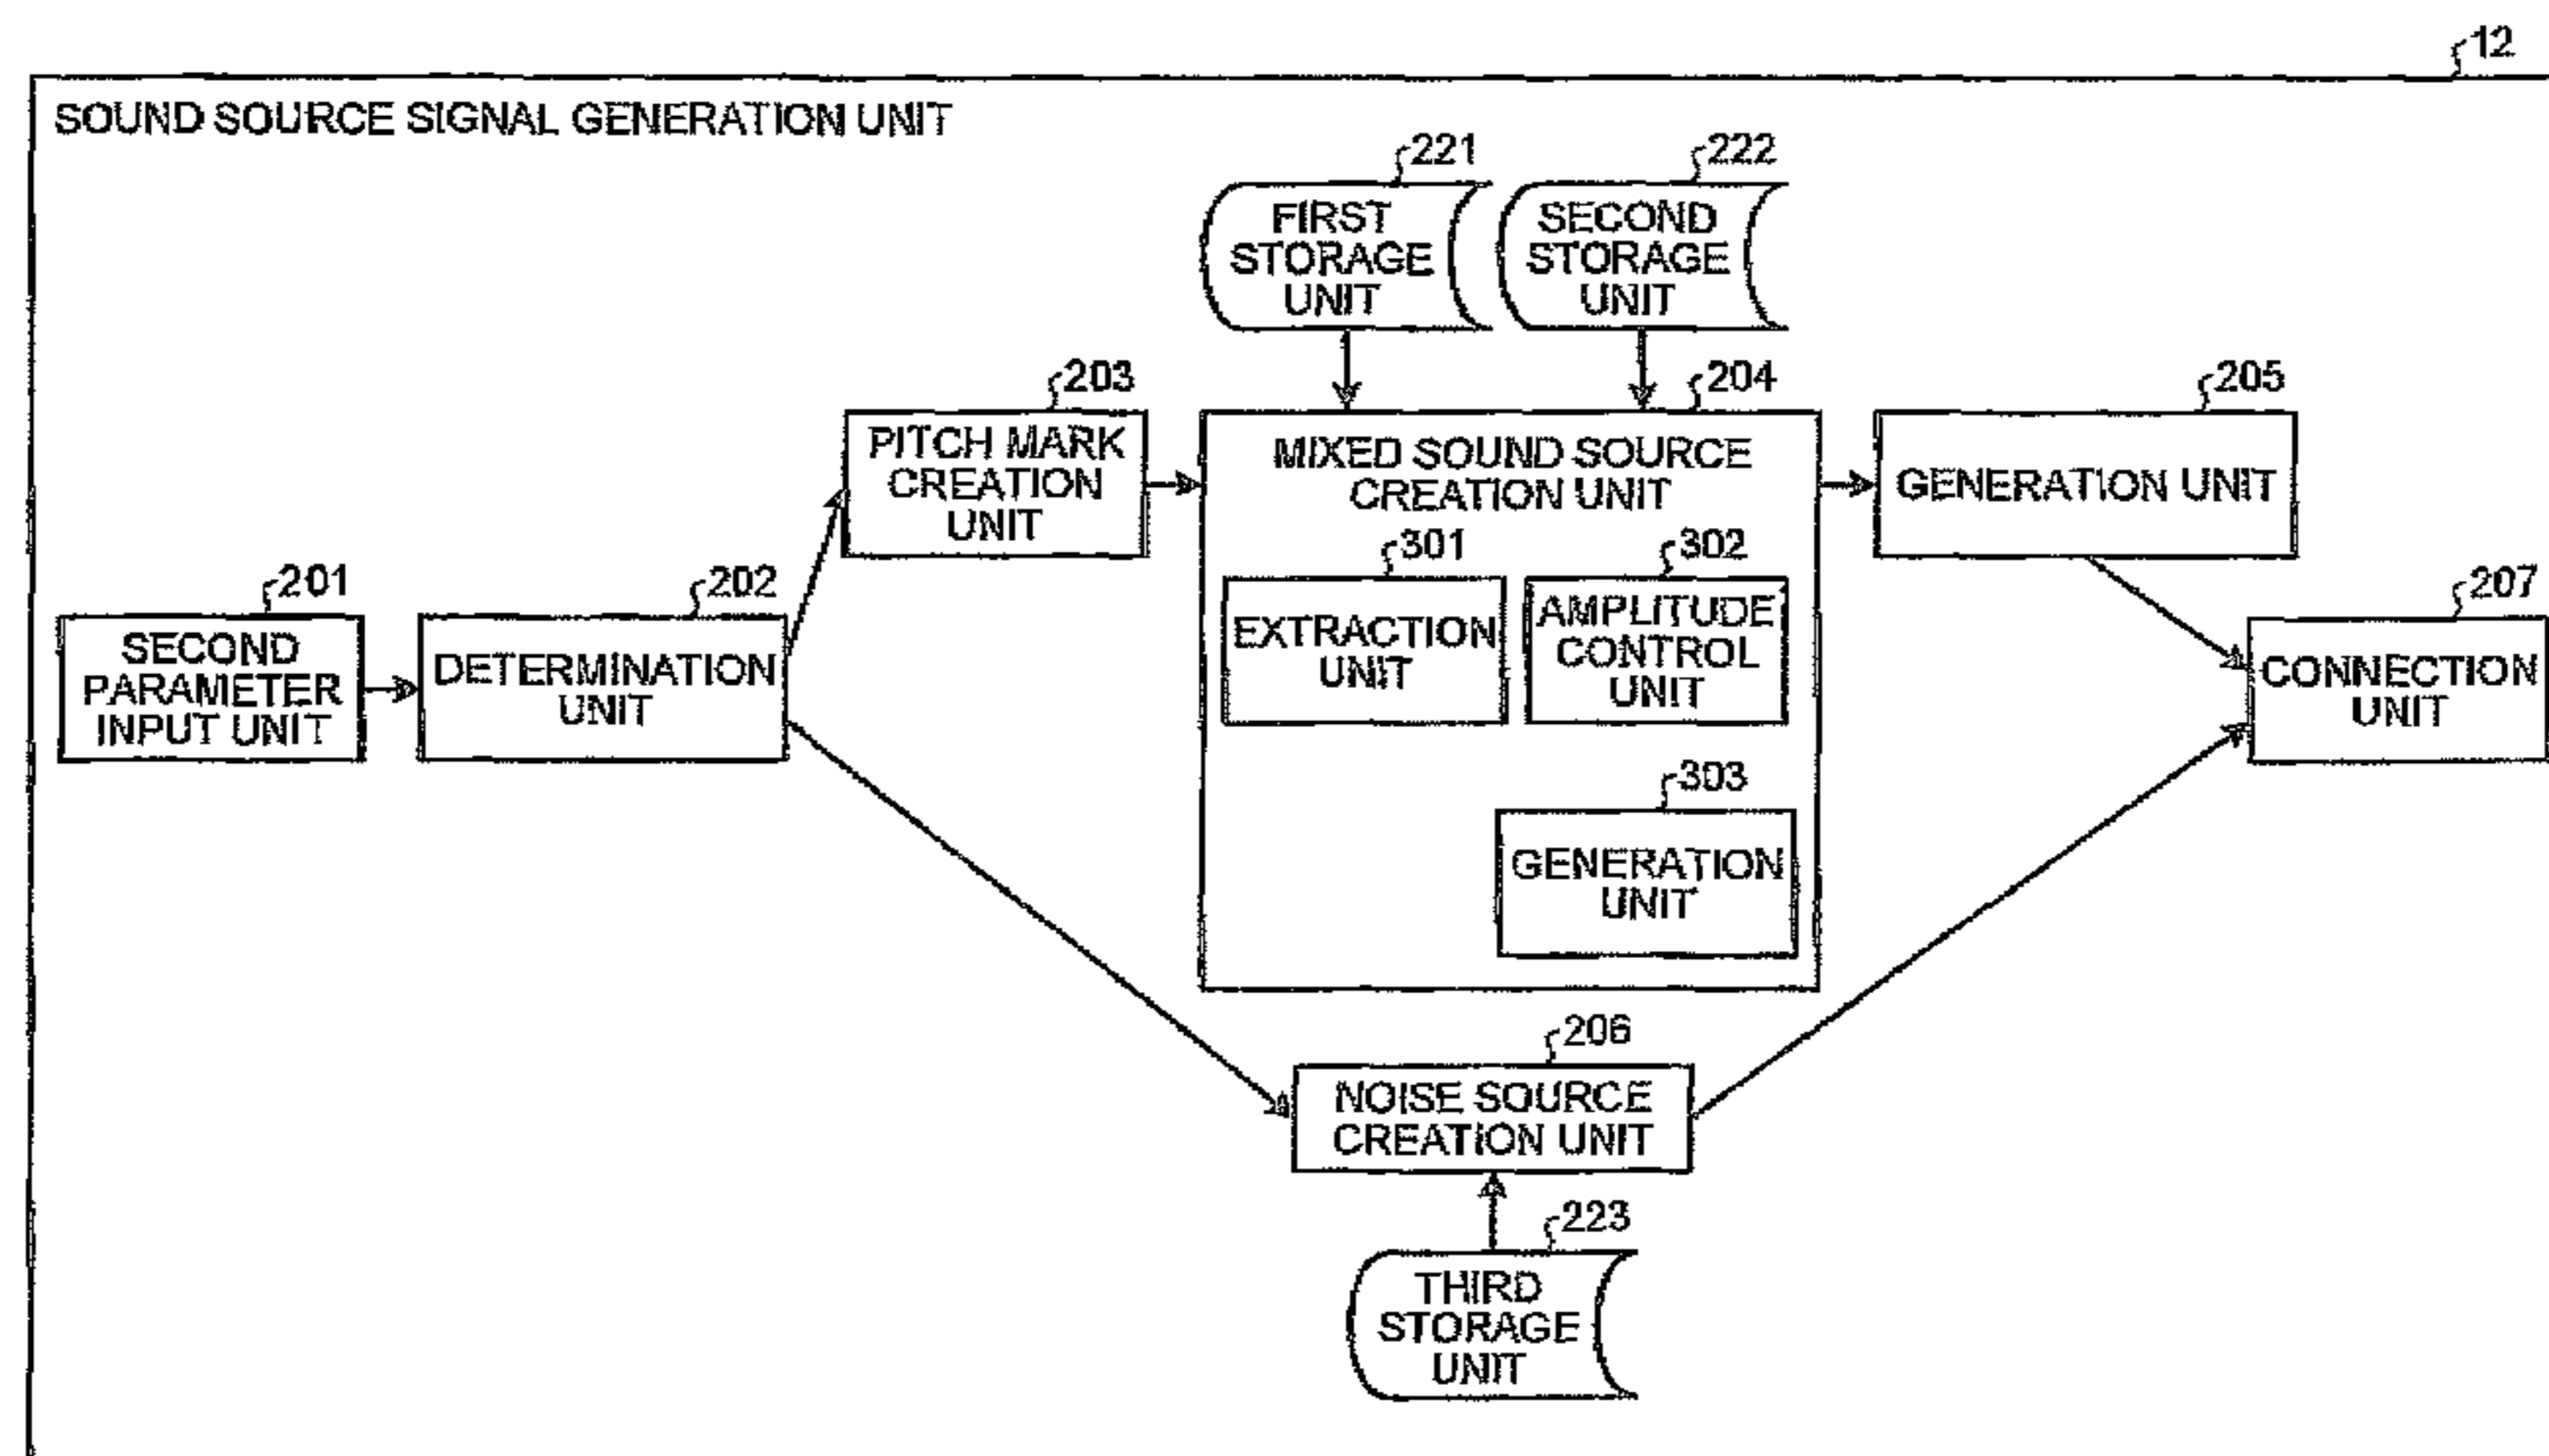 12
SOUND SOURCE SIGNAL GENERATION UNIT
221
222
FIRST
STORAGE
UNIT
SECOND
STORAGE
UNIT
203
204
205
PITCH MARK
CREATION
UNIT
MIXED SOUND SOURCE
CREATION UNIT
GENERATION UNIT
301
302
201
202
207
SECOND
PARAMETER
INPUT UNIT
DETERMINATION
UNIT
EXTRACTION
UNIT
AMPLITUDE
CONTROL
UNIT
CONNECTION
UNIT
303
GENERATION
UNIT
206
NOISE SOURCE
CREATION UNIT
223
THIRD
STORAGE
UNIT